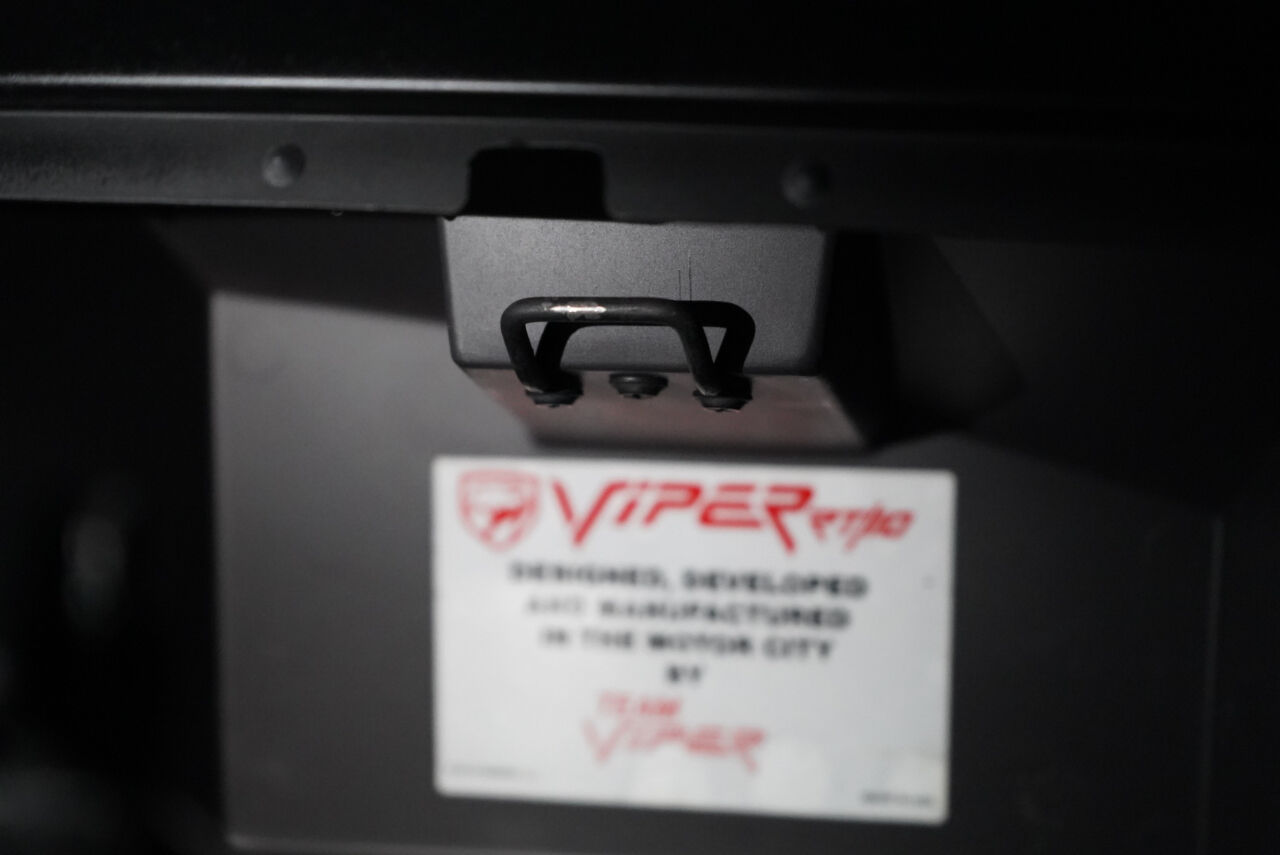 VIPER RT/10
DESIGNED, DEVELOPED
AND MANUFACTURED
IN THE MOTOR CITY
BY
TEAM
VIPER